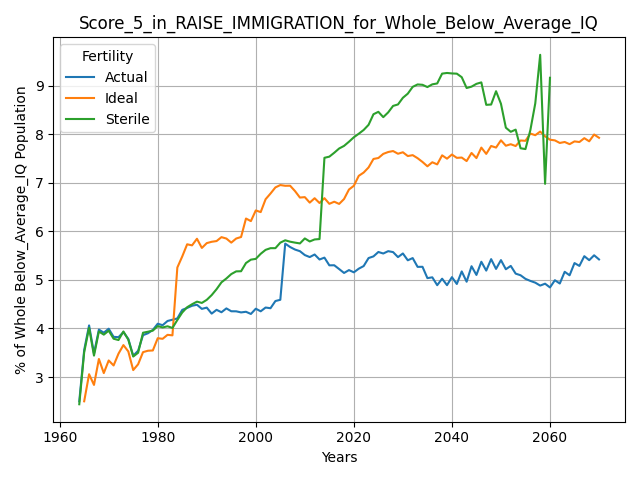 Score_5_in_RAISE_IMMIGRATION_for_Whole_Below_Average_IQ
Fertility
Actual
Ideal
Sterile
% of Whole Below_Average_IQ Population
9
8
7
6
5
4
3
1960
1980
2000
2020
2040
2060
Years